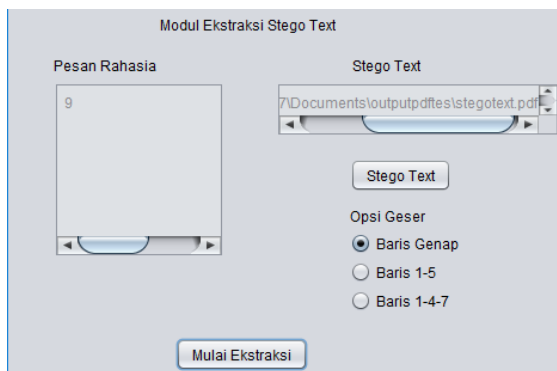 Modul Ekstraksi Stego Text
Pesan Rahasia
9
Stego Text
7\Documents\outputpdftes\stegotext.pdf
Stego Text
Opsi Geser
Baris Genap
Baris 1-5
Baris 1-4-7
Mulai Ekstraksi